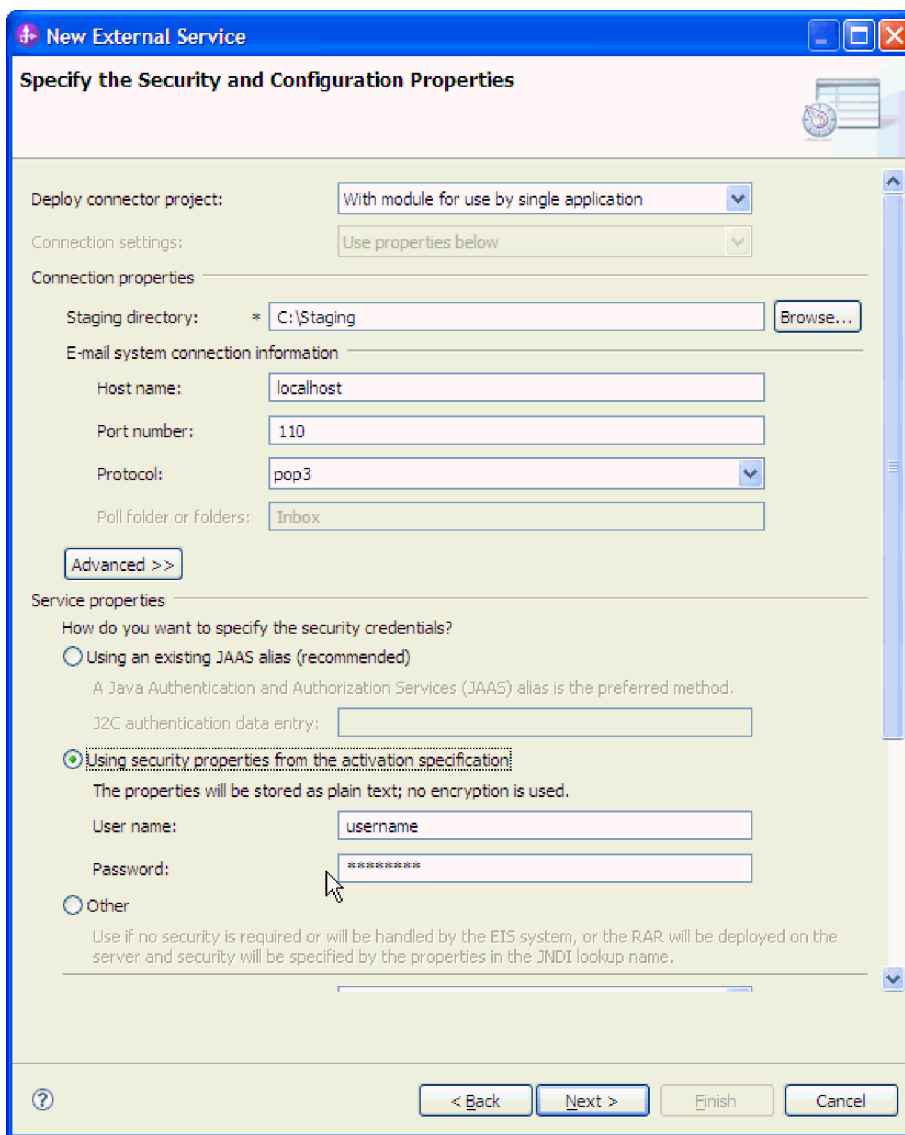 New External Service
Specify the Security and Configuration Properties
Deploy connector project: With module for use by single application
Connection settings: Use properties below
Connection properties
Staging directory: * C:\Staging Browse...
E-mail system connection information
Host name: localhost
Port number: 110
Protocol: pop3
Poll folder or folders: Inbox
Advanced >>
Service properties
How do you want to specify the security credentials?
Using an existing JAAS alias (recommended)
A Java Authentication and Authorization Services (JAAS) alias is the preferred method.
J2C authentication data entry:
Using security properties from the activation specification
The properties will be stored as plain text; no encryption is used.
User name: username
Password: ********
Other
Use if no security is required or will be handled by the EIS system, or the RAR will be deployed on the
server and security will be specified by the properties in the JNDI lookup name.
? < Back Next > Finish Cancel